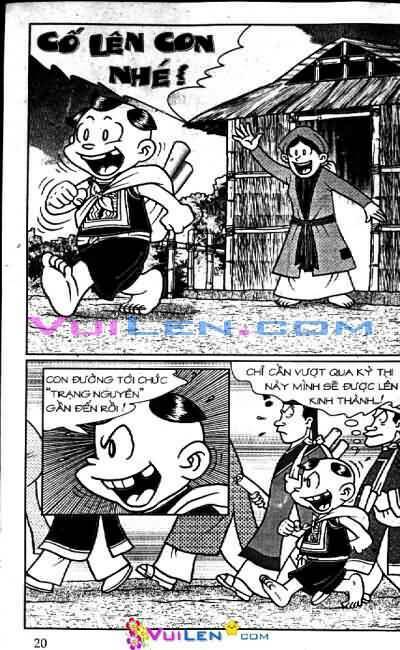 CỐ LÊN CON
NHÉ!
VUILEN.COM
CON ĐƯỜNG TỚI CHỨC
"TRẠNG NGUYÊN"
GẦN ĐẾN RỒI!
CHỈ CẦN VƯỢT QUA KỲ THI
NÀY MÌNH SẼ ĐƯỢC LÊN
KINH THÀNH!
20
VUILEN.COM